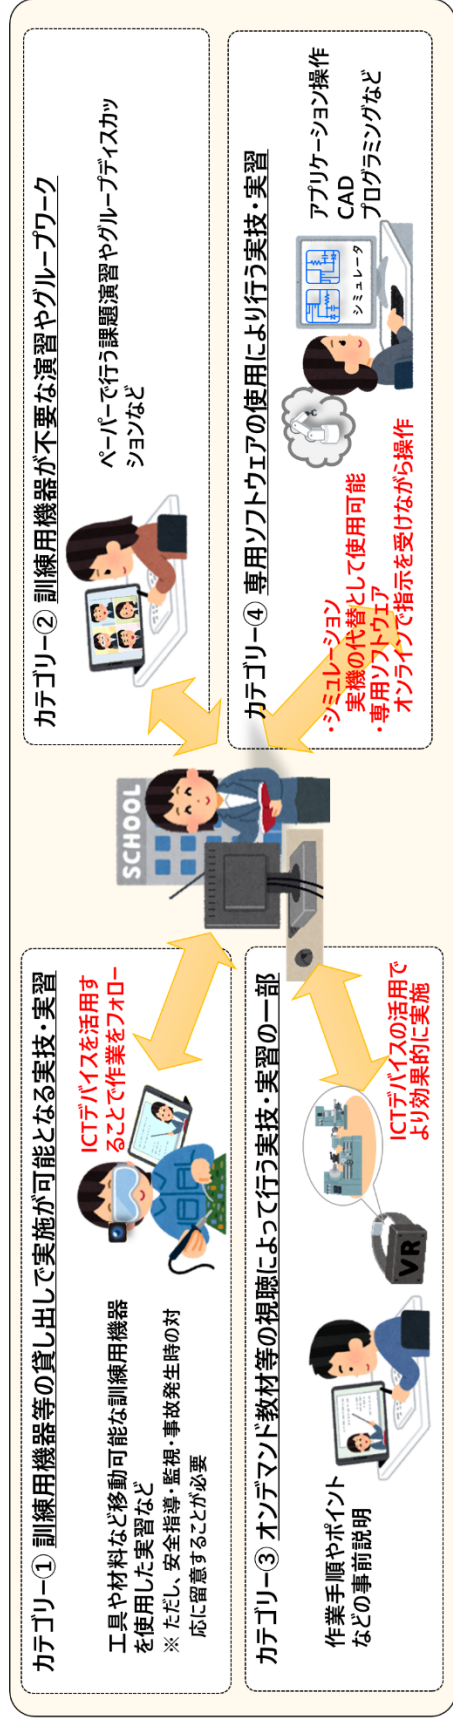 カテゴリー① 訓練用機器等の貸し出しで実施が可能となる実技・実習
工具や材料など移動可能な訓練用機器
を使用した実習など
※ ただし、安全指導・監視・事故発生時の対
応に留意することが必要
ICTデバイスを活用す
ることで作業をフォロー
カテゴリー② 訓練用機器が不要な演習やグループワーク
ペーパーで行う課題演習やグループディスカッ
ションなど
SCHOOL
カテゴリー③ オンデマンド教材等の視聴によって行う実技・実習の一部
作業手順やポイント
などの事前説明
VR
ICTデバイスの活用で
より効果的に実施
カテゴリー④ 専用ソフトウェアの使用により行う実技・実習
・シミュレーション
実機の代替として使用可能
・専用ソフトウェア
オンラインで指示を受けながら操作
シミュレータ
アプリケーション操作
CAD
プログラミングなど